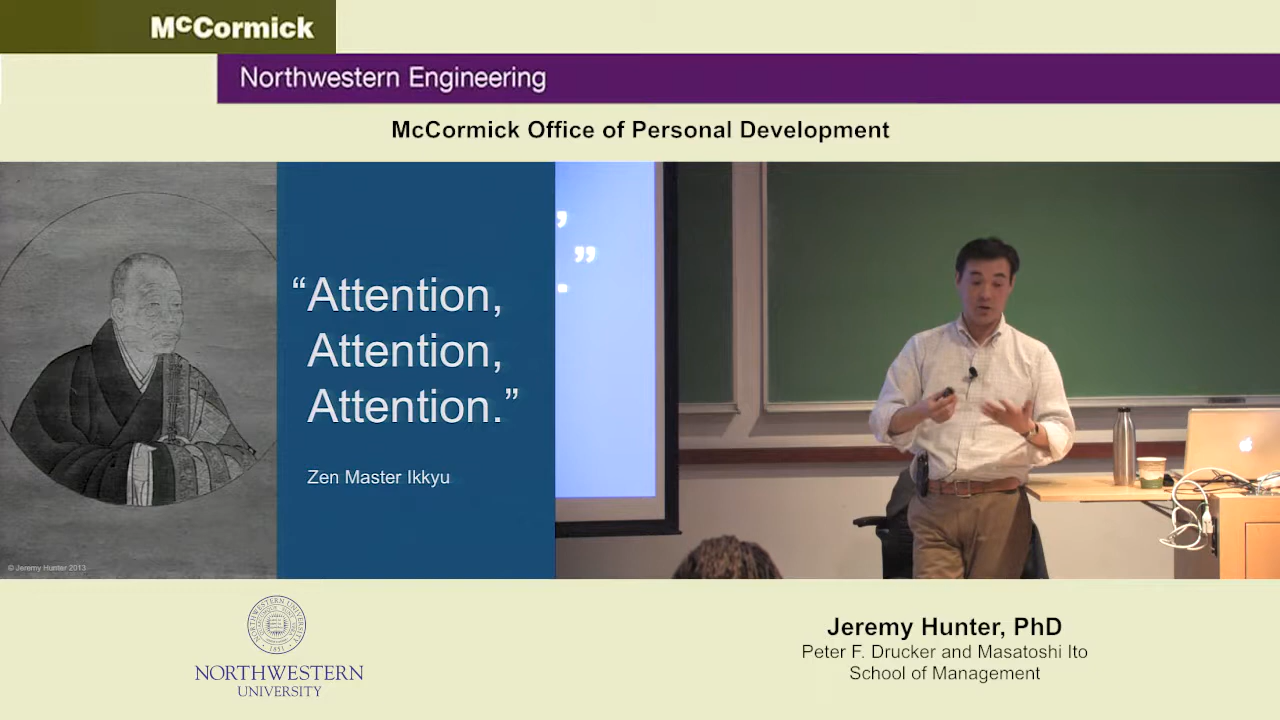 McCormick
Northwestern Engineering
McCormick Office of Personal Development
“Attention,
Attention,
Attention.”
Zen Master Ikkyu
© Jeremy Hunter 2013
,
”
.
1851
NORTHWESTERN
UNIVERSITY
Jeremy Hunter, PhD
Peter F. Drucker and Masatoshi Ito
School of Management